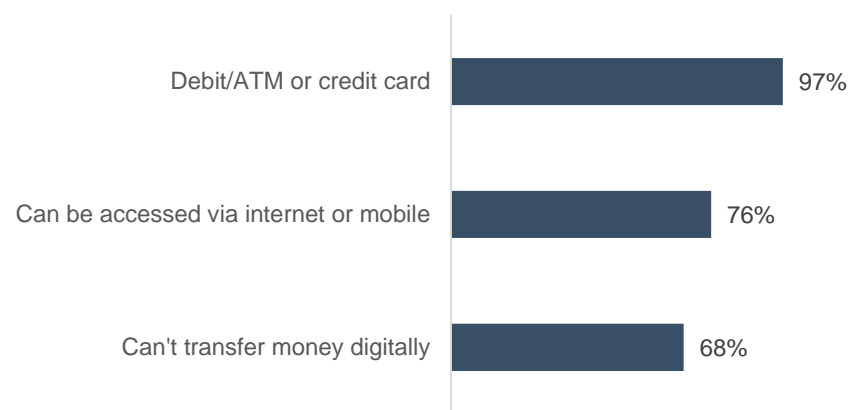 Debit/ATM or credit card 97%
Can be accessed via internet or mobile 76%
Can't transfer money digitally 68%